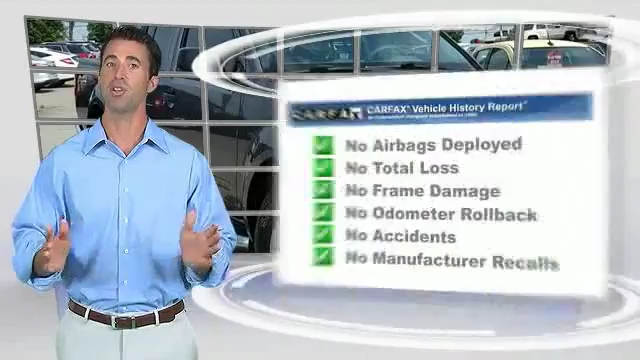 CARFAX CARFAX Vehicle History Report
No Airbags Deployed
No Total Loss
No Frame Damage
No Odometer Rollback
No Accidents
No Manufacturer Recalls